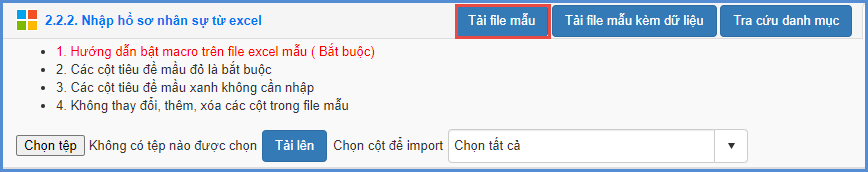 2.2.2. Nhập hồ sơ nhân sự từ excel Tải file mẫu Tải file mẫu kèm dữ liệu Tra cứu danh mục
1. Hướng dẫn bật macro trên file excel mẫu ( Bắt buộc)
2. Các cột tiêu đề mầu đỏ là bắt buộc
3. Các cột tiêu đề mầu xanh không cần nhập
4. Không thay đổi, thêm, xóa các cột trong file mẫu
Chọn tệp Không có tệp nào được chọn Tải lên Chọn cột để import Chọn tất cả